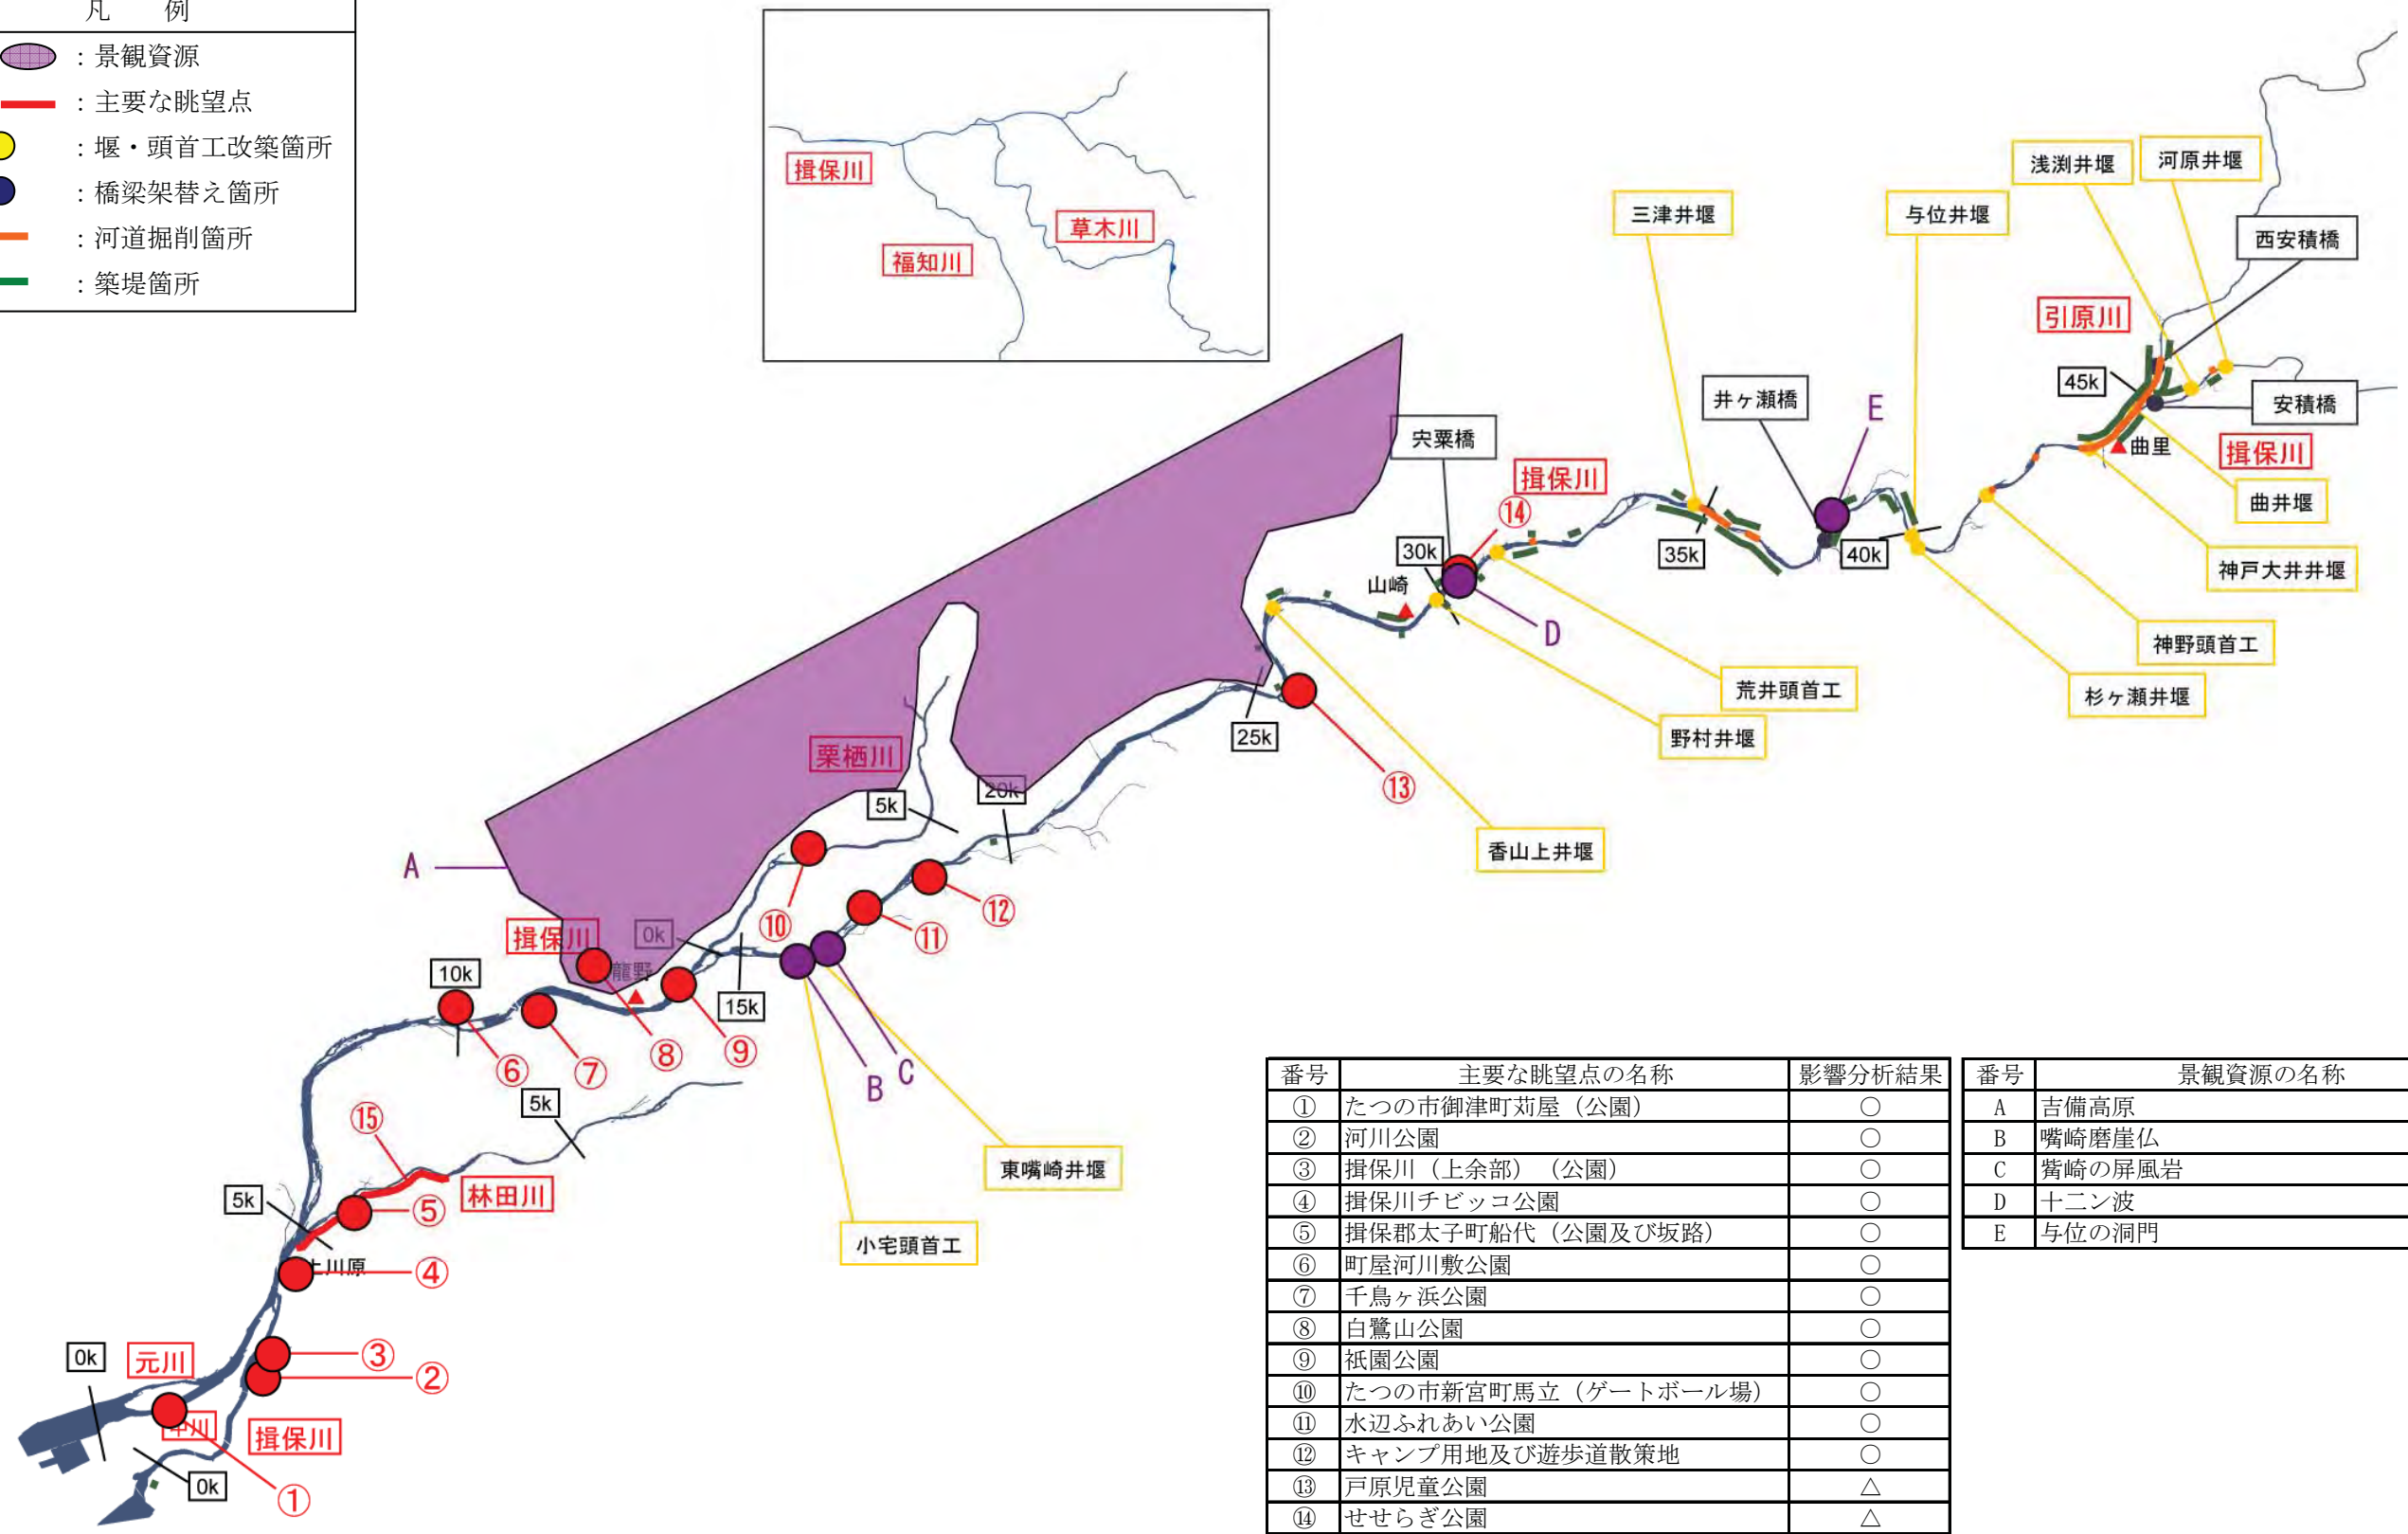 凡 例
：景観資源
：主要な眺望点
：堰・頭首工改築箇所
：橋梁架替え箇所
：河道掘削箇所
：築堤箇所
揖保川
福知川
草木川
浅渕井堰
河原井堰
三津井堰
与位井堰
西安積橋
引原川
45k
井ヶ瀬橋
安積橋
E
宍粟橋
曲里
揖保川
揖保川
⑭
曲井堰
30k
35k
40k
神戸大井井堰
山崎
D
神野頭首工
荒井頭首工
杉ヶ瀬井堰
25k
野村井堰
栗栖川
⑬
5k
20k
香山上井堰
A
⑩
⑫
⑪
揖保川
0k
龍野
10k
15k
⑥
⑦
⑧
⑨
B
C
5k
⑮
東嘴崎井堰
5k
⑤
林田川
小宅頭首工
上川原
④
0k
元川
③
②
中川
揖保川
0k
①
番号 主要な眺望点の名称 影響分析結果
① たつの市御津町苅屋（公園） ○
② 河川公園 ○
③ 揖保川（上余部）（公園） ○
④ 揖保川チビッコ公園 ○
⑤ 揖保郡太子町船代（公園及び坂路） ○
⑥ 町屋河川敷公園 ○
⑦ 千鳥ヶ浜公園 ○
⑧ 白鷺山公園 ○
⑨ 祇園公園 ○
⑩ たつの市新宮町馬立（ゲートボール場） ○
⑪ 水辺ふれあい公園 ○
⑫ キャンプ用地及び遊歩道散策地 ○
⑬ 戸原児童公園 △
⑭ せせらぎ公園 △
番号 景観資源の名称
A 吉備高原
B 嘴崎磨崖仏
C 觜崎の屏風岩
D 十二ン波
E 与位の洞門